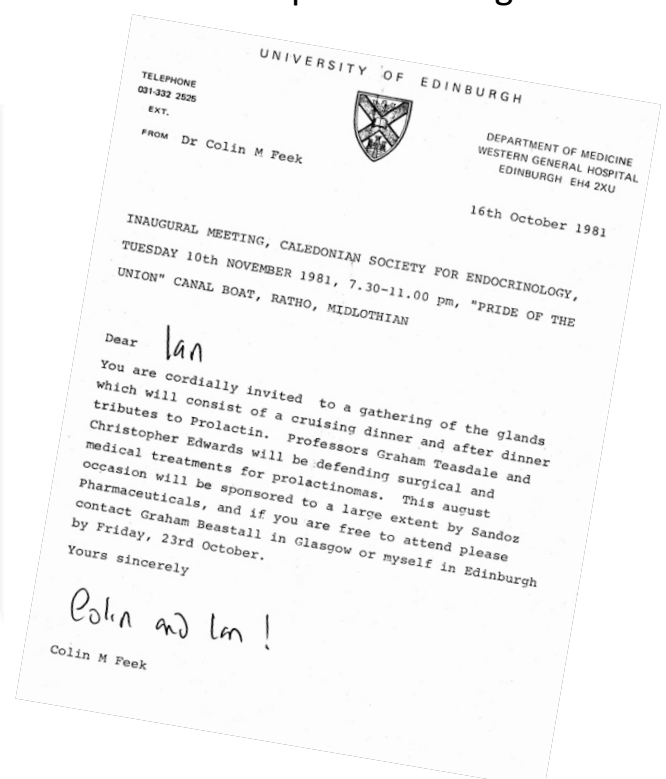 UNIVERSITY OF EDINBURGH
TELEPHONE
031-332 2525
EXT.
FROM Dr Colin M Feek
DEPARTMENT OF MEDICINE
WESTERN GENERAL HOSPITAL
EDINBURGH EH4 2XU
16th October 1981
INAUGURAL MEETING, CALEDONIAN SOCIETY FOR ENDOCRINOLOGY,
TUESDAY 10th NOVEMBER 1981, 7.30-11.00 pm, "PRIDE OF THE
UNION" CANAL BOAT, RATHO, MIDLOTHIAN
Dear Ian
You are cordially invited to a gathering of the glands
which will consist of a cruising dinner and after dinner
tributes to Prolactin. Professors Graham Teasdale and
Christopher Edwards will be defending surgical and
medical treatments for prolactinomas. This august
occasion will be sponsored to a large extent by Sandoz
Pharmaceuticals, and if you are free to attend please
contact Graham Beastall in Glasgow or myself in Edinburgh
by Friday, 23rd October.
Yours sincerely
Colin and Ian!
Colin M Feek